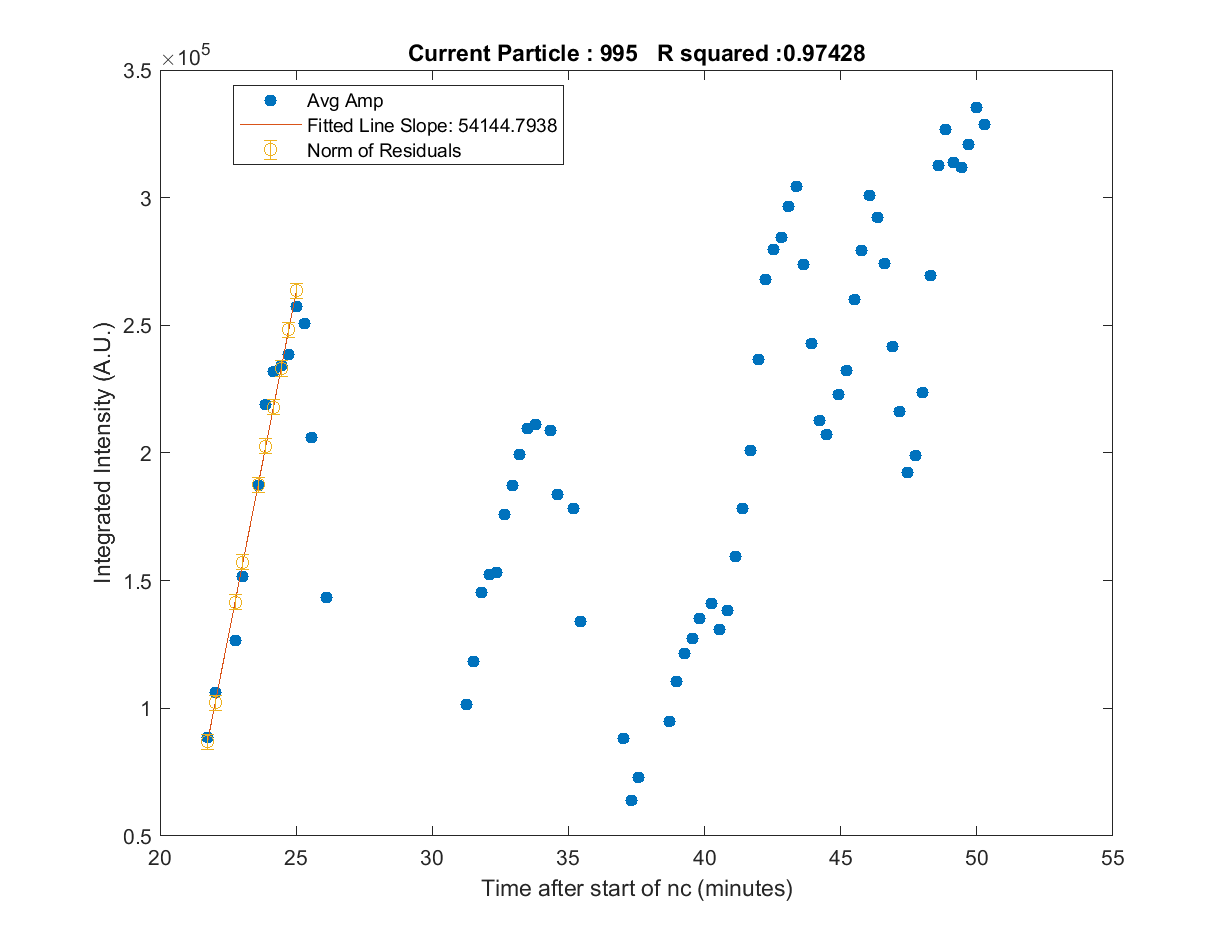 Current Particle : 995   R squared :0.97428
×10^5
3.5
3
2.5
2
1.5
1
0.5
Integrated Intensity (A.U.)
Avg Amp
Fitted Line Slope: 54144.7938
Norm of Residuals
20 25 30 35 40 45 50 55
Time after start of nc (minutes)